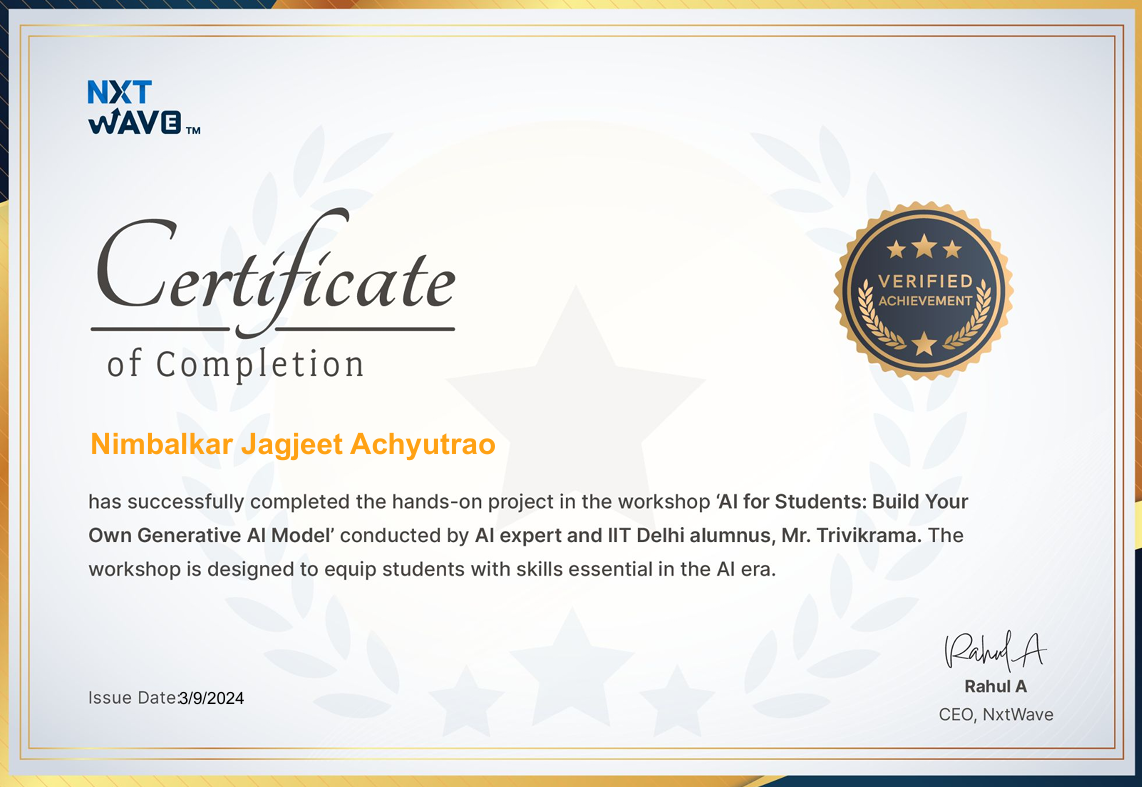 NXT
WAVE TM
Certificate
of Completion
VERIFIED
ACHIEVEMENT
Nimbalkar Jagjeet Achyutrao
has successfully completed the hands-on project in the workshop ‘AI for Students: Build Your
Own Generative AI Model’ conducted by AI expert and IIT Delhi alumnus, Mr. Trivikrama. The
workshop is designed to equip students with skills essential in the AI era.
Rahul A
Rahul A
CEO, NxtWave
Issue Date:3/9/2024